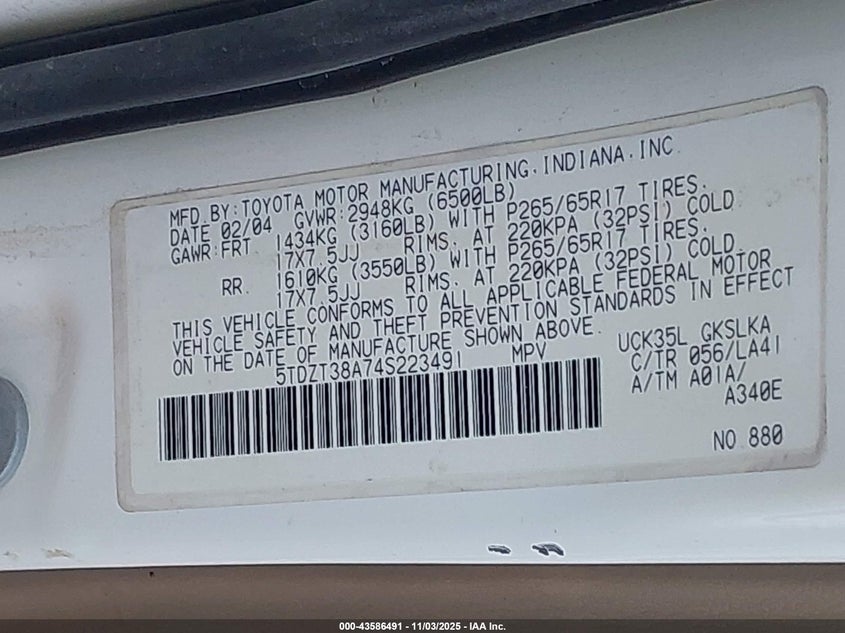 MFD.BY:TOYOTA MOTOR MANUFACTURING,INDIANA,INC.
DATE 02/04 GVWR:2948KG (6500LB)
GAWR:FRT 1434KG (3160LB) WITH P265/65R17 TIRES.
17X7.5JJ RIMS. AT 220KPA (32PSI) COLD
RR. 1610KG (3550LB) WITH P265/65R17 TIRES.
17X7.5JJ RIMS. AT 220KPA (32PSI) COLD.
THIS VEHICLE CONFORMS TO ALL APPLICABLE FEDERAL MOTOR
VEHICLE SAFETY AND THEFT PREVENTION STANDARDS IN EFFECT
ON THE DATE OF MANUFACTURE SHOWN ABOVE.
5TDZT38A74S223491 MPV
UCK35L GKSLKA
C/TR 056/LA41
A/TM A01A/
A340E
NO.880
000-43586491 - 11/03/2025 - IAA Inc.